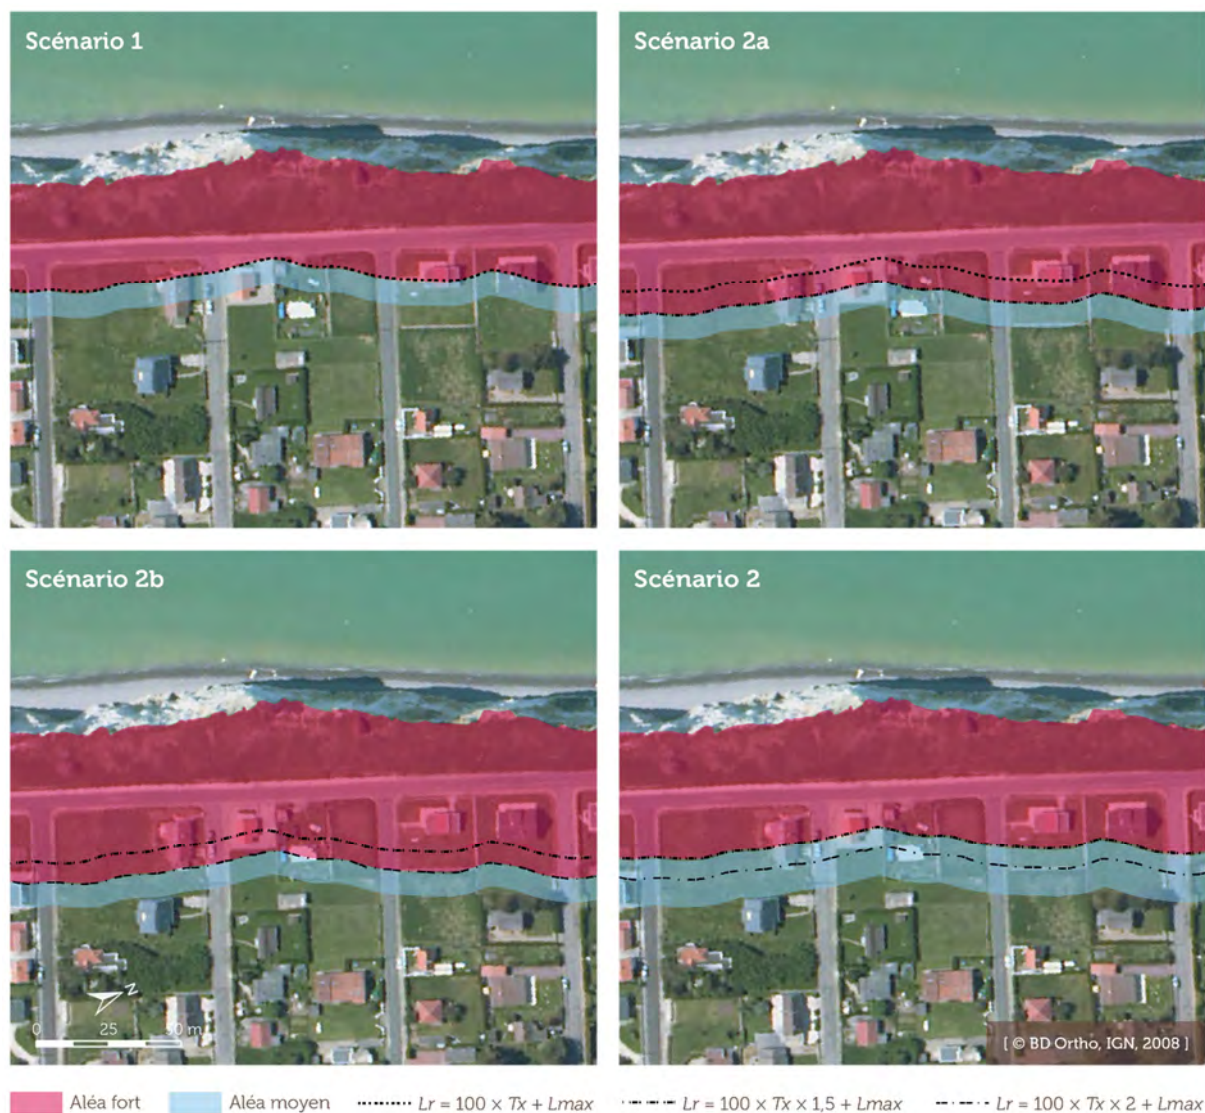 Scénario 1
Scénario 2a
Scénario 2b
Scénario 2
N
0 25 50 m
[ © BD Ortho, IGN, 2008 ]
Aléa fort
Aléa moyen
Lr = 100 × Tx + Lmax
Lr = 100 × Tx × 1,5 + Lmax
Lr = 100 × Tx × 2 + Lmax